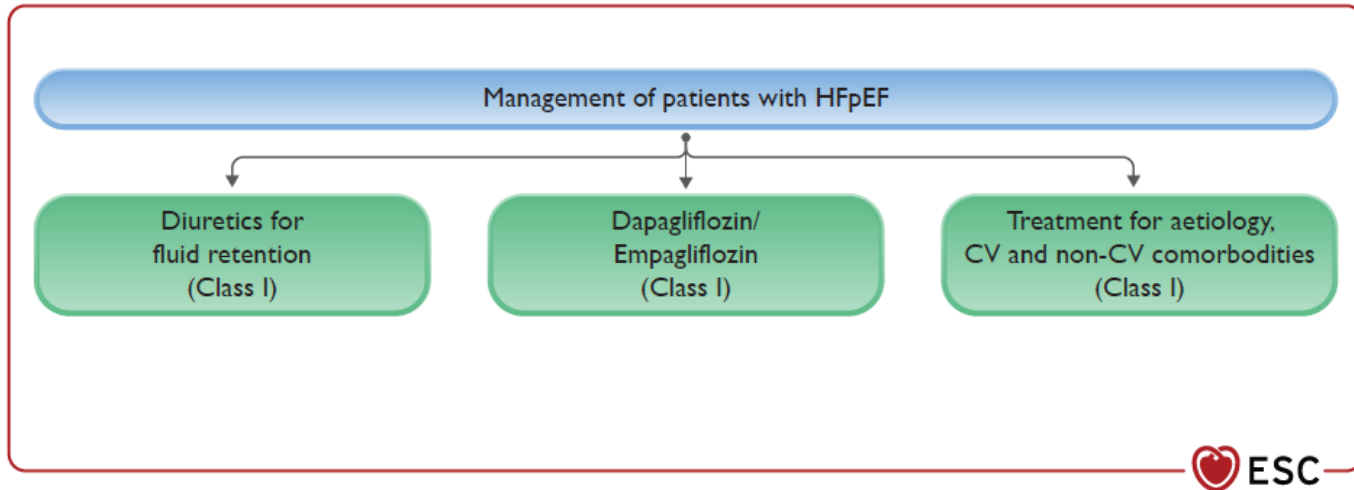 Management of patients with HFpEF
Diuretics for
fluid retention
(Class I)
Dapagliflozin/
Empagliflozin
(Class I)
Treatment for aetiology,
CV and non-CV comorbodities
(Class I)
ESC